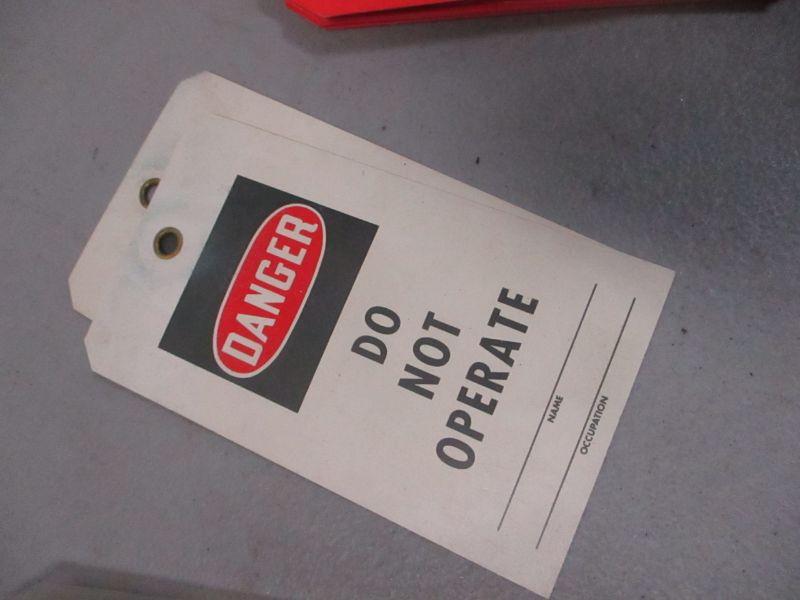 DANGER
DO
NOT
OPERATE
NAME
OCCUPATION